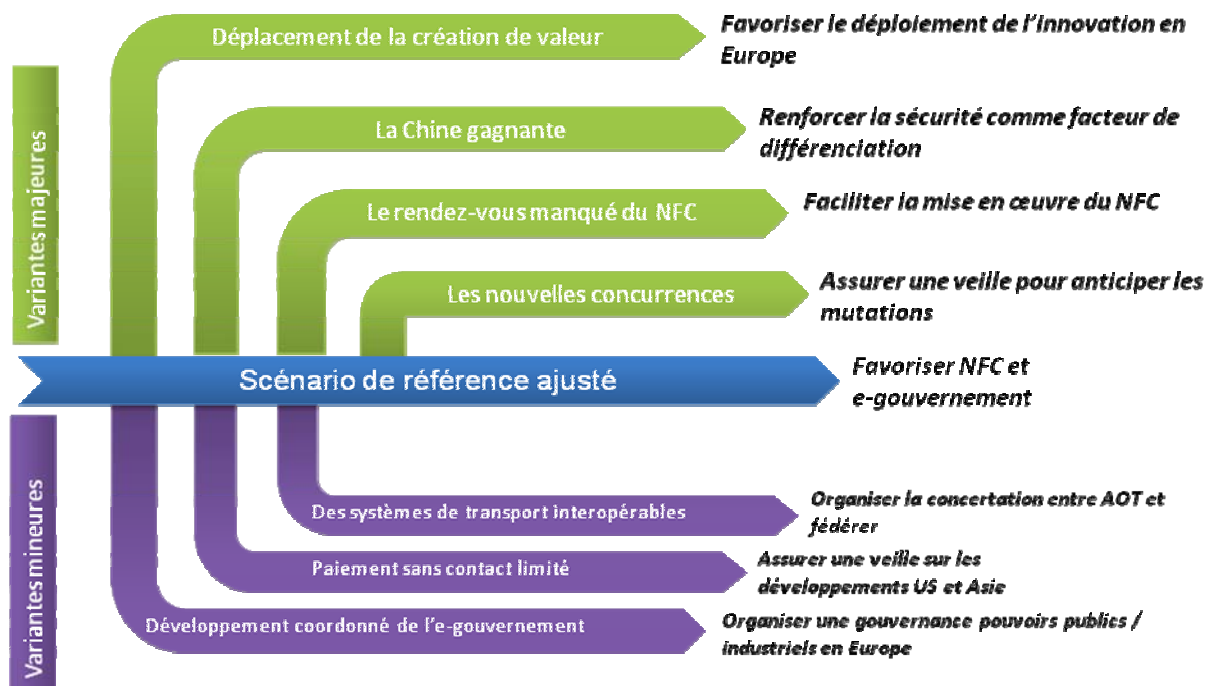 Déplacement de la création de valeur
Favoriser le déploiement de l'innovation en
Europe
Variantes majeures
La Chine gagnante
Renforcer la sécurité comme facteur de
différenciation
Le rendez-vous manqué du NFC
Faciliter la mise en œuvre du NFC
Les nouvelles concurrences
Assurer une veille pour anticiper les
mutations
Scénario de référence ajusté
Favoriser NFC et
e-gouvernement
Variantes mineures
Des systèmes de transport interopérables
Organiser la concertation entre AOT et
fédérer
Paiement sans contact limité
Assurer une veille sur les
développements US et Asie
Développement coordonné de l'e-gouvernement
Organiser une gouvernance pouvoirs publics /
industriels en Europe